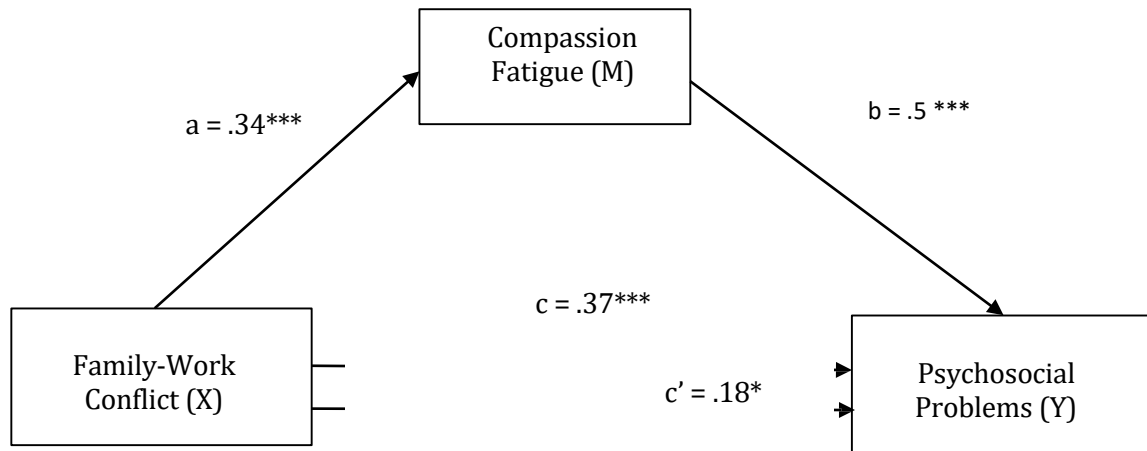 Compassion
Fatigue (M)
a = .34***
b = .5 ***
c = .37***
Family-Work
Conflict (X)
c’ = .18*
Psychosocial
Problems (Y)